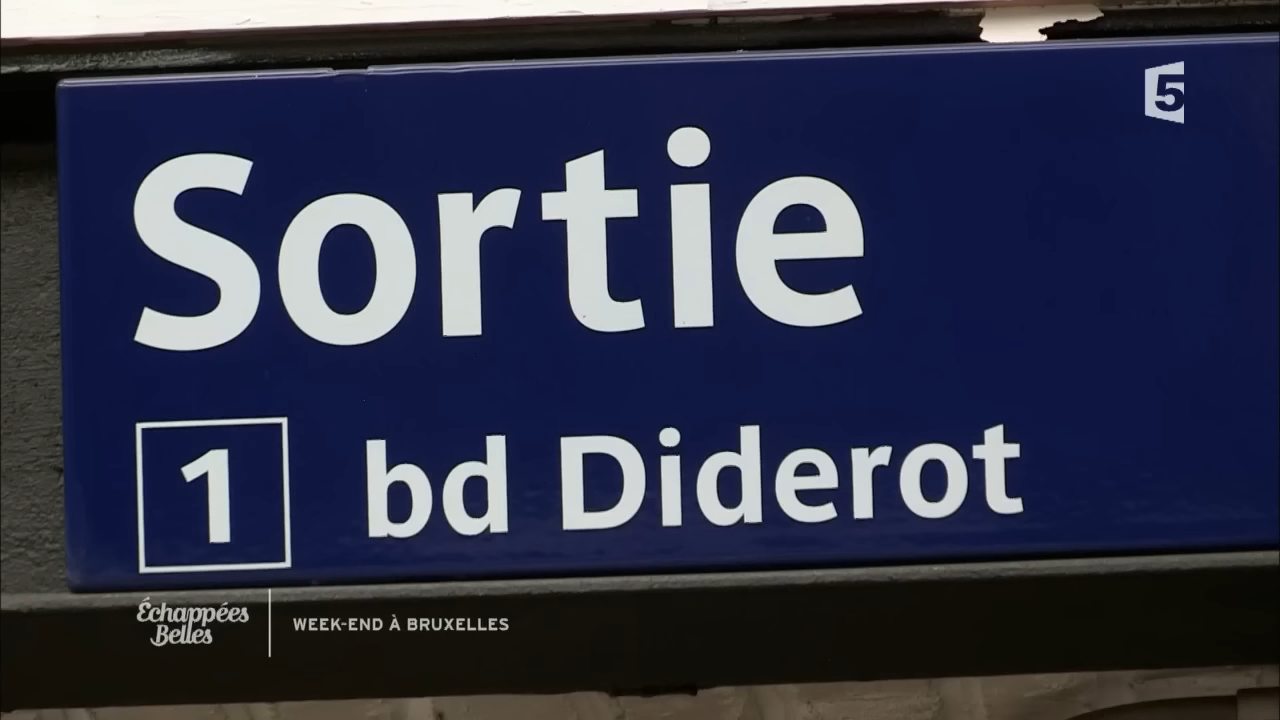 5
Sortie
1 bd Diderot
Échappées
Belles
WEEK-END À BRUXELLES